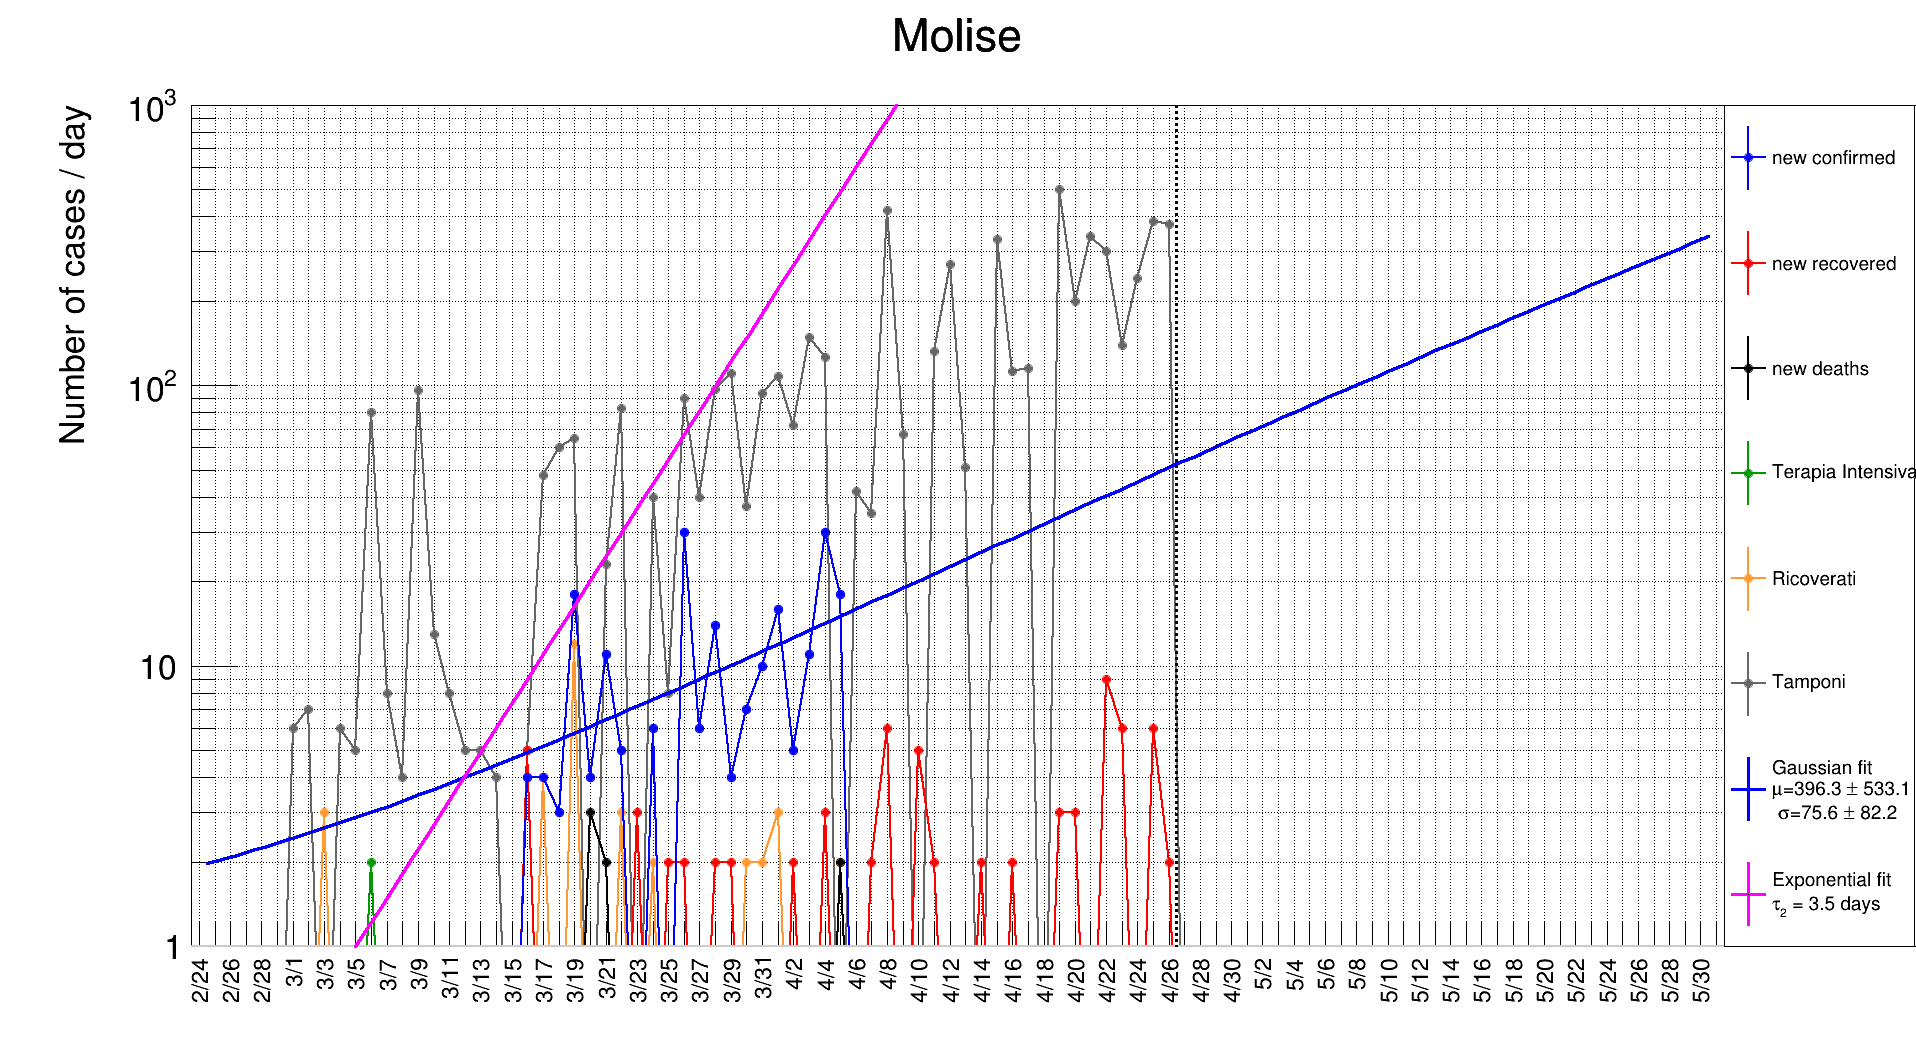 Molise
Number of cases / day
10³
10²
10
1
2/24 2/26 2/28 3/1 3/3 3/5 3/7 3/9 3/11 3/13 3/15 3/17 3/19 3/21 3/23 3/25 3/27 3/29 3/31 4/2 4/4 4/6 4/8 4/10 4/12 4/14 4/16 4/18 4/20 4/22 4/24 4/26 4/28 4/30 5/2 5/4 5/6 5/8 5/10 5/12 5/14 5/16 5/18 5/20 5/22 5/24 5/26 5/28 5/30
new confirmed
new recovered
new deaths
Terapia Intensiva
Ricoverati
Tamponi
Gaussian fit
μ=396.3 ± 533.1
σ=75.6 ± 82.2
Exponential fit
τ₂ = 3.5 days